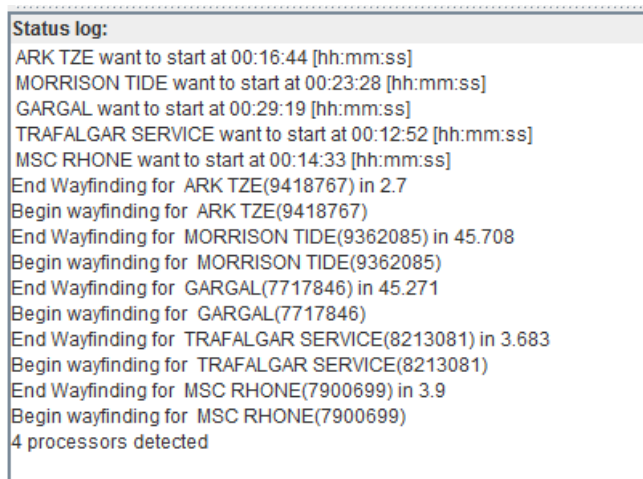 Status log:
ARK TZE want to start at 00:16:44 [hh:mm:ss]
MORRISON TIDE want to start at 00:23:28 [hh:mm:ss]
GARGAL want to start at 00:29:19 [hh:mm:ss]
TRAFALGAR SERVICE want to start at 00:12:52 [hh:mm:ss]
MSC RHONE want to start at 00:14:33 [hh:mm:ss]
End Wayfinding for ARK TZE(9418767) in 2.7
Begin wayfinding for ARK TZE(9418767)
End Wayfinding for MORRISON TIDE(9362085) in 45.708
Begin wayfinding for MORRISON TIDE(9362085)
End Wayfinding for GARGAL(7717846) in 45.271
Begin wayfinding for GARGAL(7717846)
End Wayfinding for TRAFALGAR SERVICE(8213081) in 3.683
Begin wayfinding for TRAFALGAR SERVICE(8213081)
End Wayfinding for MSC RHONE(7900699) in 3.9
Begin wayfinding for MSC RHONE(7900699)
4 processors detected